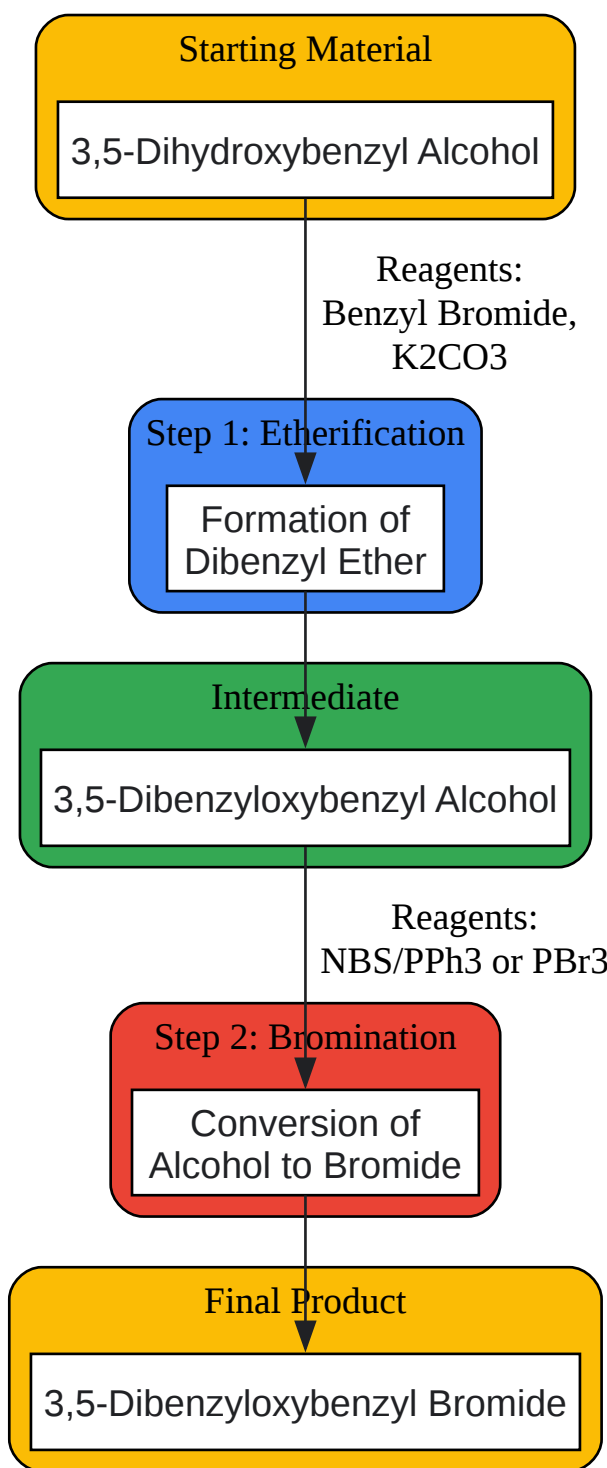 Starting Material
3,5-Dihydroxybenzyl Alcohol
Reagents:
Benzyl Bromide,
K2CO3
Step 1: Etherification
Formation of
Dibenzyl Ether
Intermediate
3,5-Dibenzyloxybenzyl Alcohol
Reagents:
NBS/PPh3 or PBr3
Step 2: Bromination
Conversion of
Alcohol to Bromide
Final Product
3,5-Dibenzyloxybenzyl Bromide